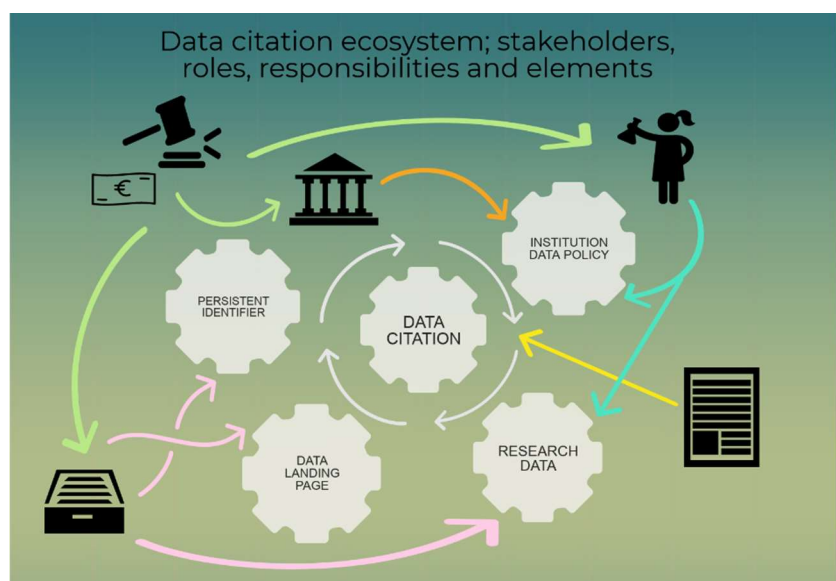 Data citation ecosystem; stakeholders,
roles, responsibilities and elements
€
INSTITUTION
DATA POLICY
PERSISTENT
IDENTIFIER
DATA
CITATION
DATA
LANDING
PAGE
RESEARCH
DATA